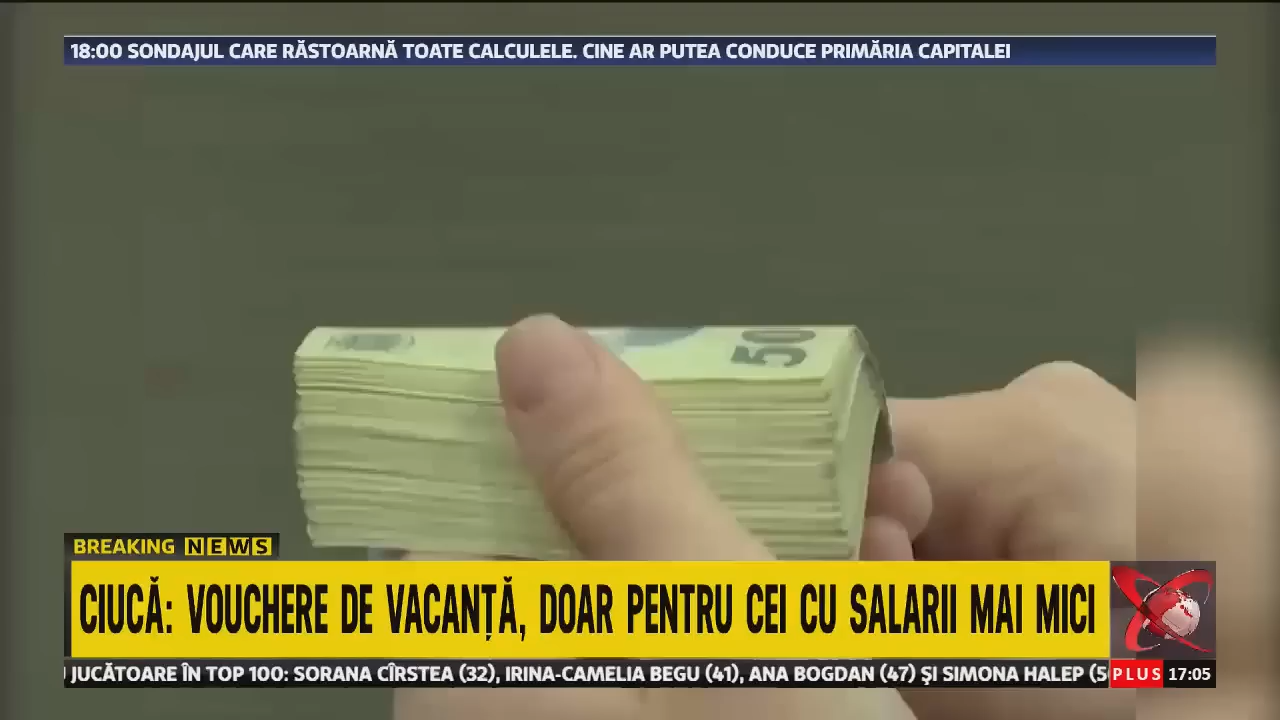 18:00 SONDAJUL CARE RĂSTOARNĂ TOATE CALCULELE. CINE AR PUTEA CONDUCE PRIMĂRIA CAPITALEI
50
BREAKING NEWS
CIUCĂ: VOUCHERE DE VACANȚĂ, DOAR PENTRU CEI CU SALARII MAI MICI
JUCĂTOARE ÎN TOP 100: SORANA CÎRSTEA (32), IRINA-CAMELIA BEGU (41), ANA BOGDAN (47) ŞI SIMONA HALEP
PLUS 17:05